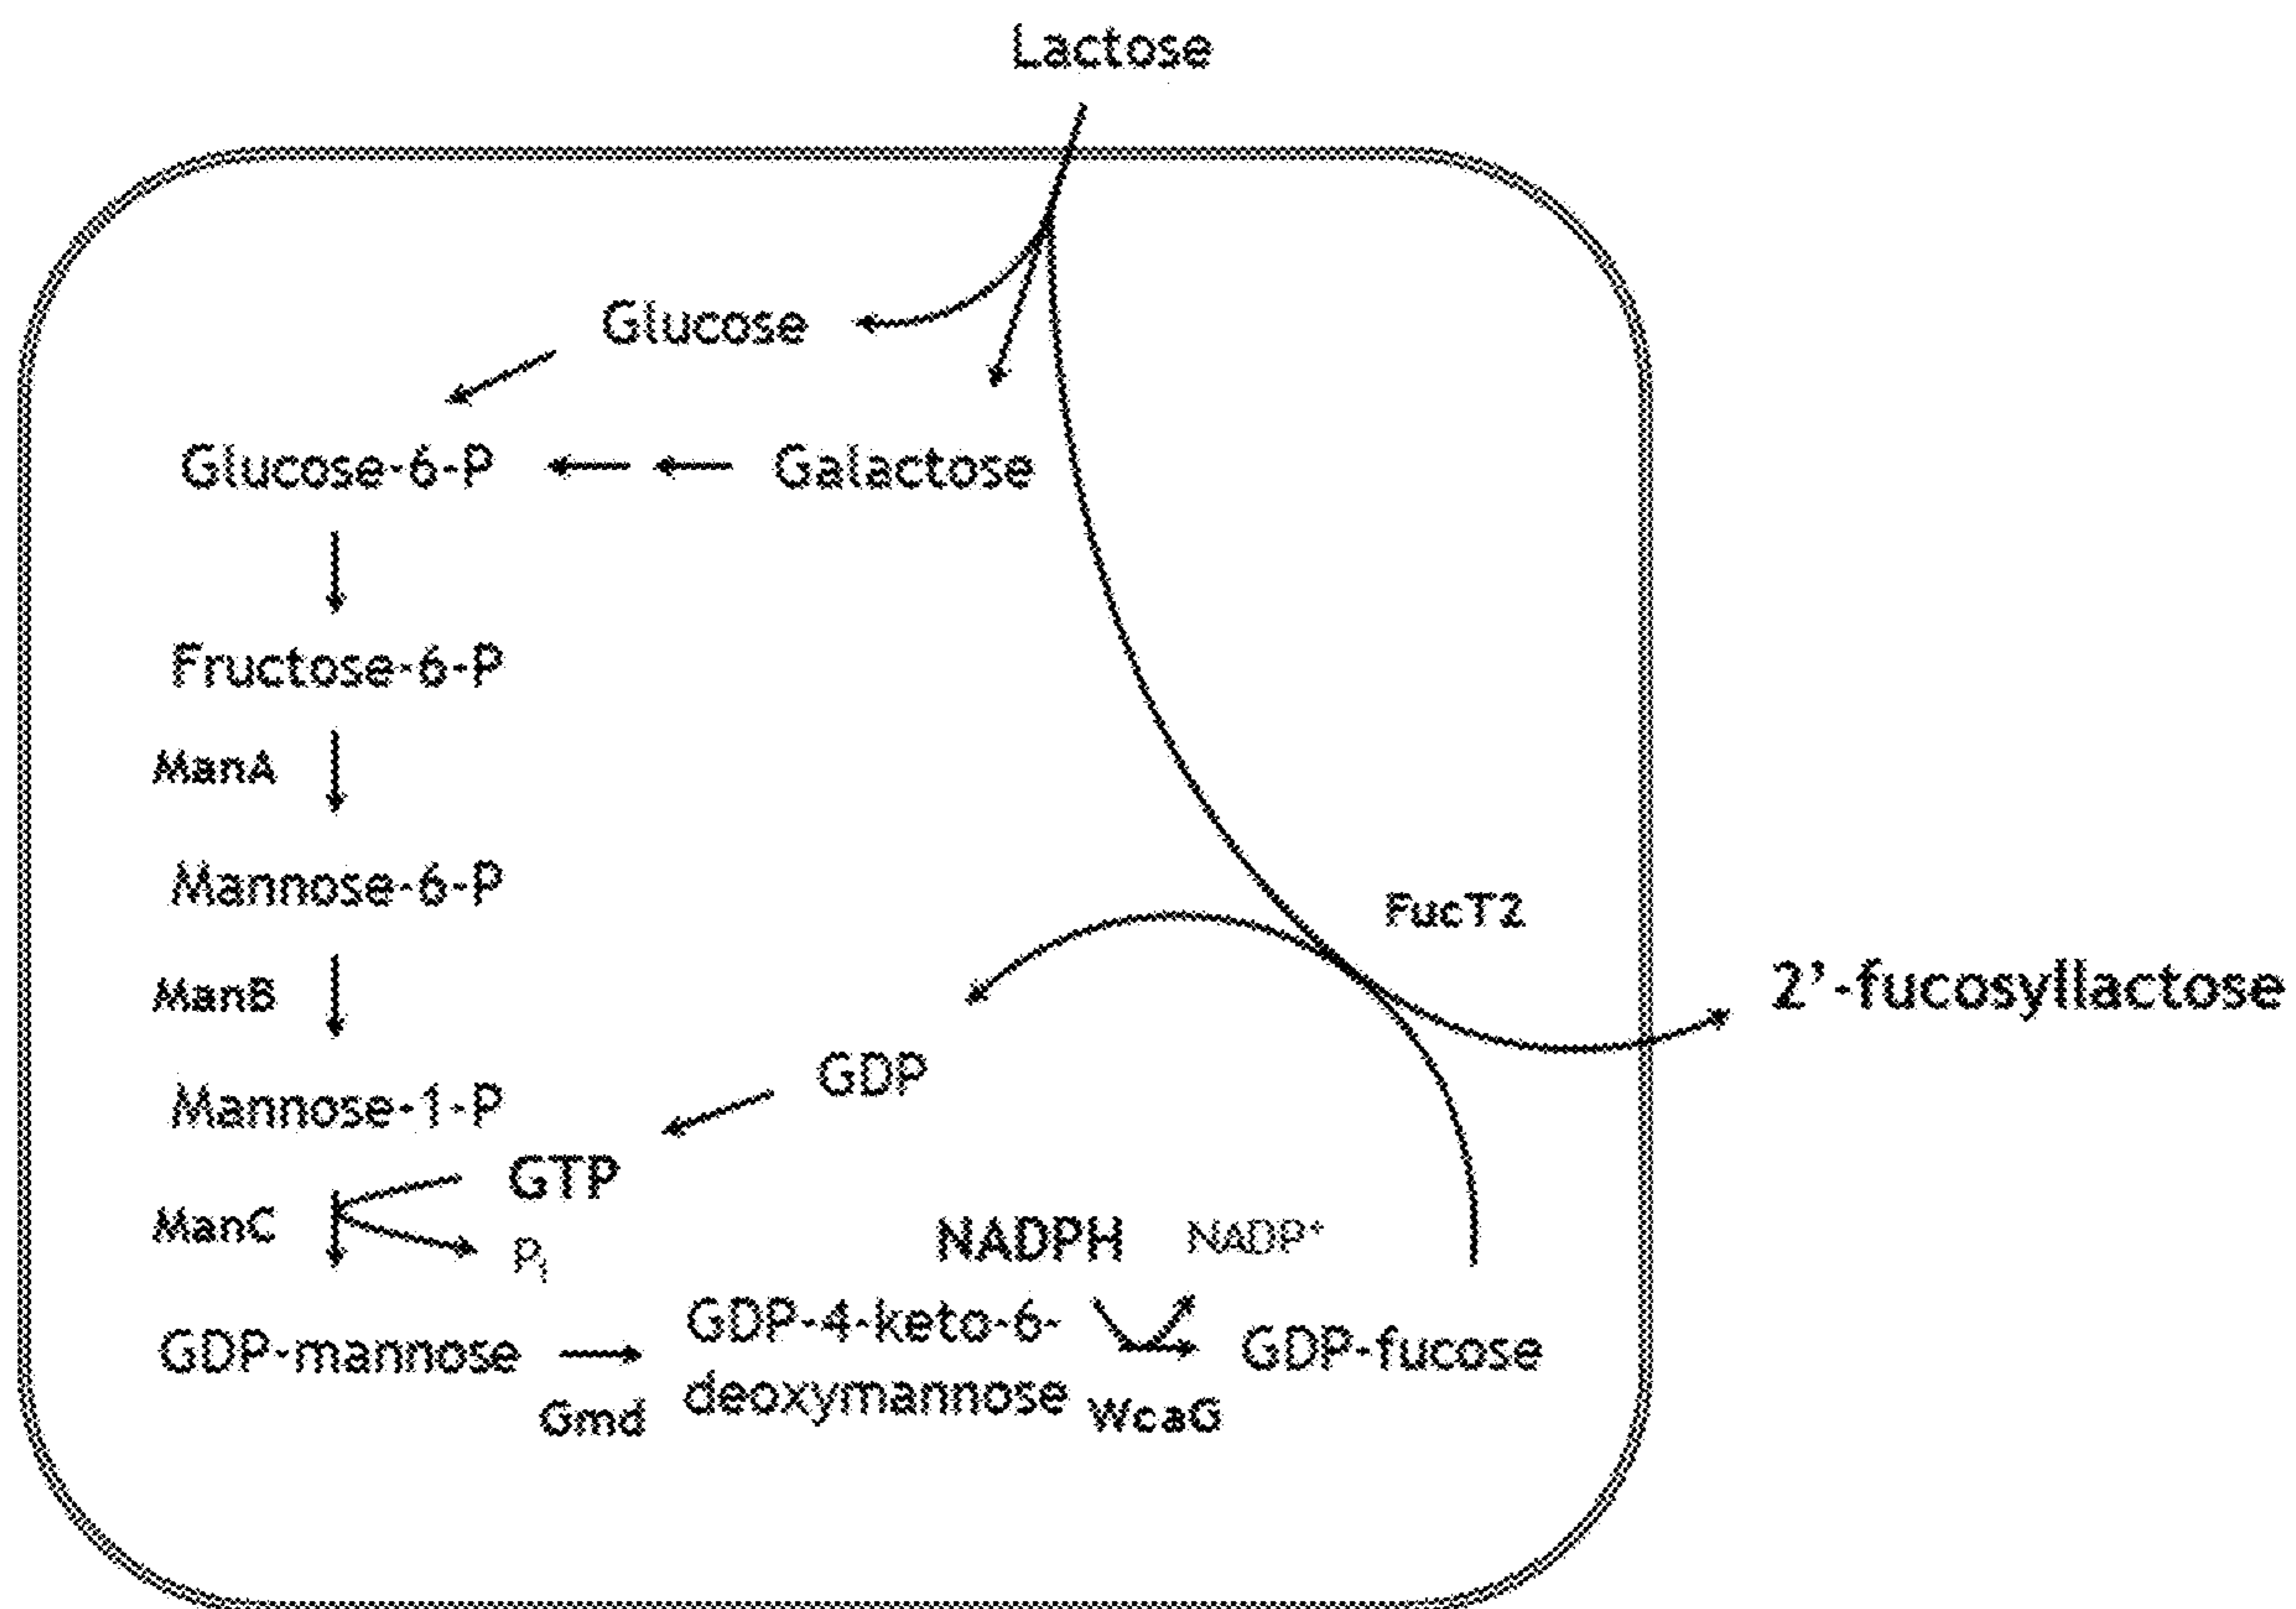 Lactose
Glucose
Glucose-6-P
Galactose
Fructose-6-P
ManA
Mannose-6-P
FucT2
ManB
2'-fucosyllactose
GDP
Mannose-1-P
GTP
ManC
Pi
NADPH NADP+
GDP-mannose
GDP-4-keto-6-
deoxymannose
GDP-fucose
Gmd
WcaG